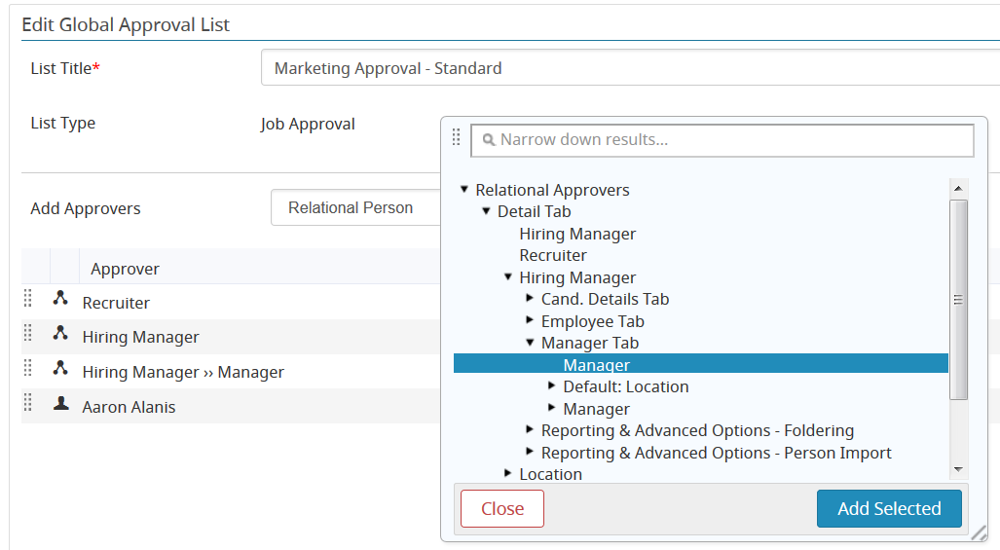 Edit Global Approval List
List Title*
Marketing Approval - Standard
List Type
Job Approval
Add Approvers
Relational Person
Approver
Recruiter
Hiring Manager
Hiring Manager ›› Manager
Aaron Alanis
Narrow down results...
Relational Approvers
Detail Tab
Hiring Manager
Recruiter
Hiring Manager
Cand. Details Tab
Employee Tab
Manager Tab
Manager
Default: Location
Manager
Reporting & Advanced Options - Foldering
Reporting & Advanced Options - Person Import
Location
Close
Add Selected